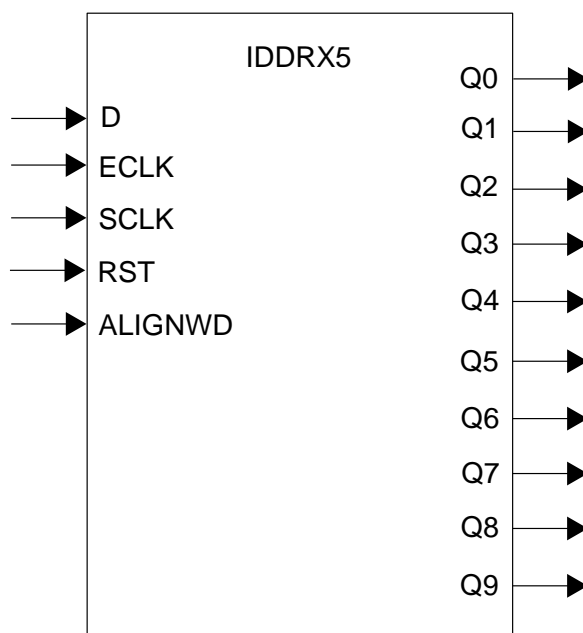 IDDRX5
D
ECLK
SCLK
RST
ALIGNWD
Q0
Q1
Q2
Q3
Q4
Q5
Q6
Q7
Q8
Q9